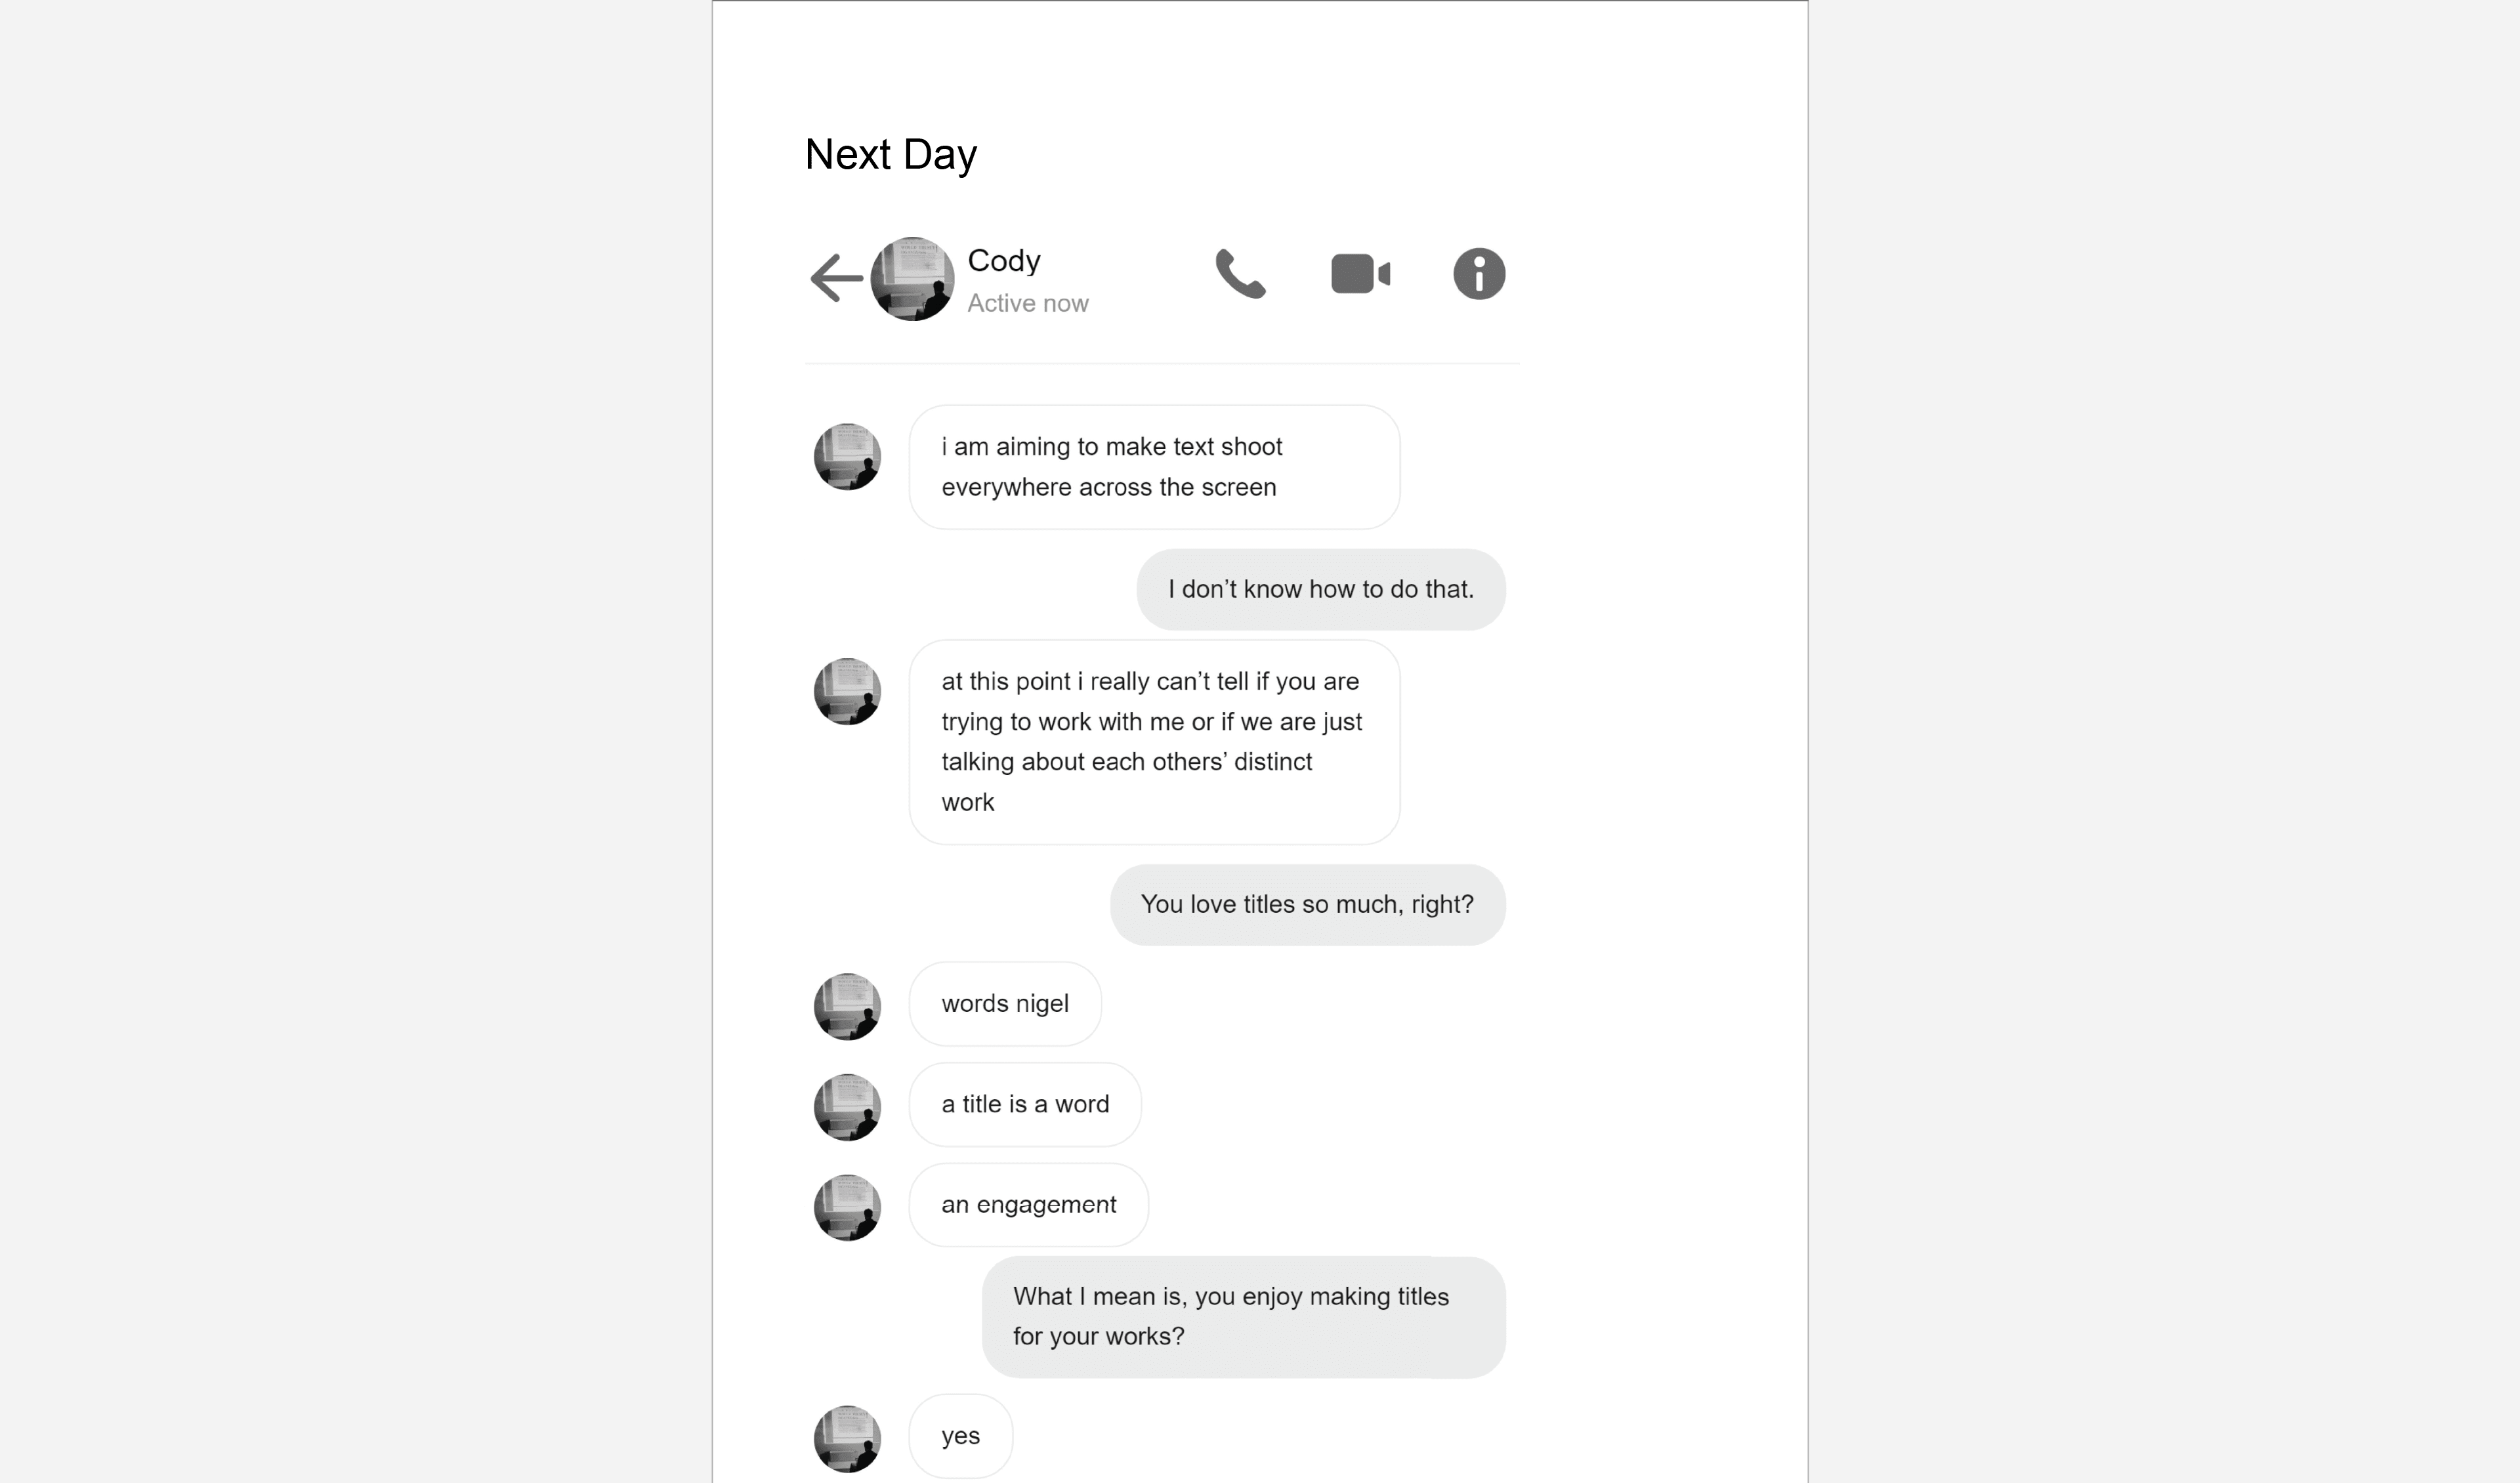 Next Day
Cody
Active now
i am aiming to make text shoot
everywhere across the screen
I don’t know how to do that.
at this point i really can’t tell if you are
trying to work with me or if we are just
talking about each others’ distinct
work
You love titles so much, right?
words nigel
a title is a word
an engagement
What I mean is, you enjoy making titles
for your works?
yes